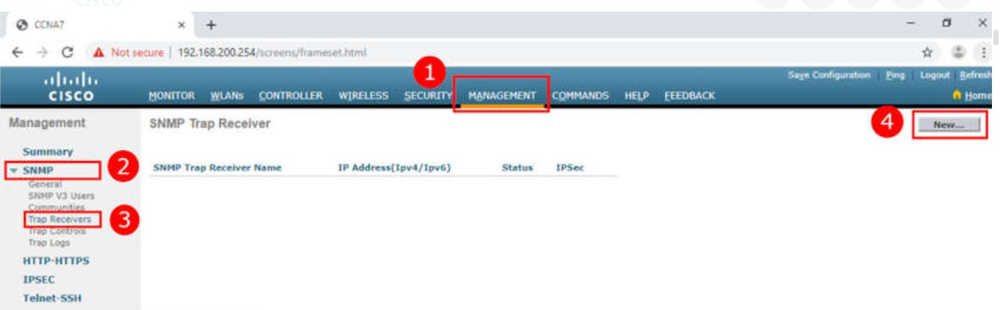 CISCO
CCNA7
Not secure | 192.168.200.254/screens/frameset.html
1
Save Configuration Ping Logout Refresh
CISCO
MONITOR WLANs CONTROLLER WIRELESS SECURITY MANAGEMENT COMMANDS HELP FEEDBACK
Home
Management
SNMP Trap Receiver
4
New...
Summary
SNMP
2
SNMP Trap Receiver Name IP Address(Ipv4/Ipv6) Status IPSec
General
SNMP V3 Users
Communities
Trap Receivers
3
Trap Controls
Trap Logs
HTTP-HTTPS
IPSEC
Telnet-SSH